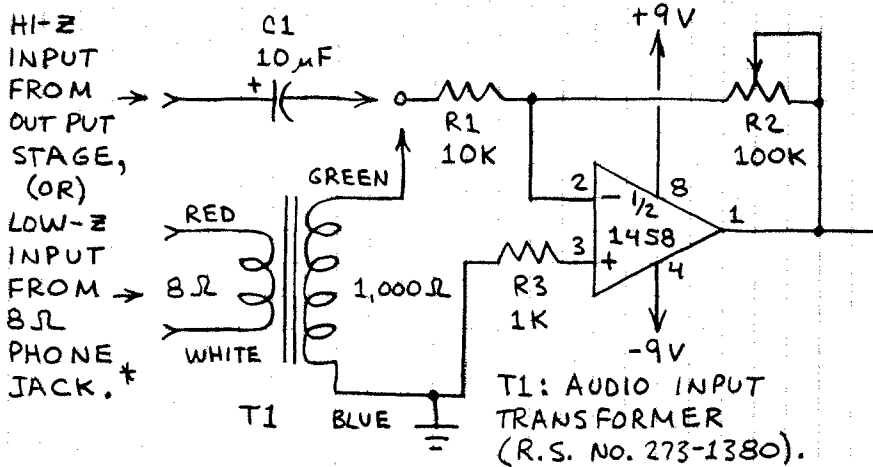 HI-Z
INPUT
FROM
OUTPUT
STAGE,
(OR)
LOW-Z
INPUT
FROM
8Ω
PHONE
JACK.*
C1
10μF
+
RED
8Ω
WHITE
T1
GREEN
1,000Ω
BLUE
R1
10K
R3
1K
+9V
2
-
3
+
1/2
1458
8
4
1
-9V
R2
100K
T1: AUDIO INPUT
TRANSFORMER
(R.S. NO. 273-1380).